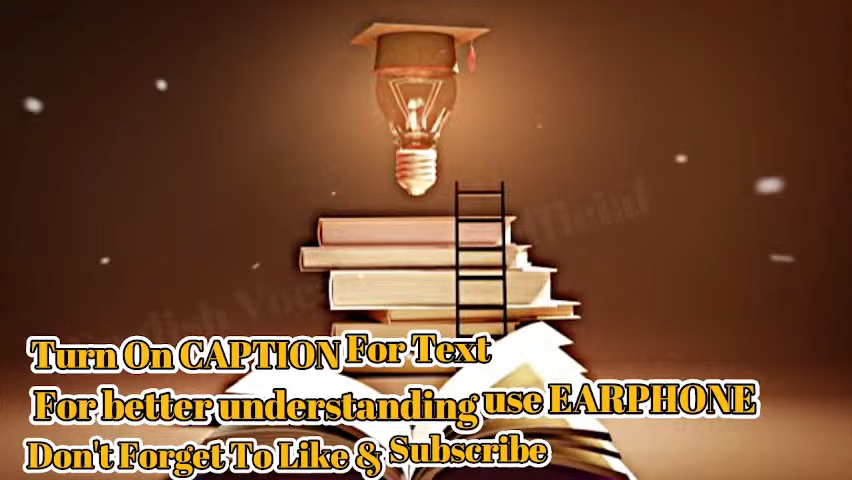 Turn On CAPTION For Text
For better understanding use EARPHONE
Don't Forget To Like & Subscribe